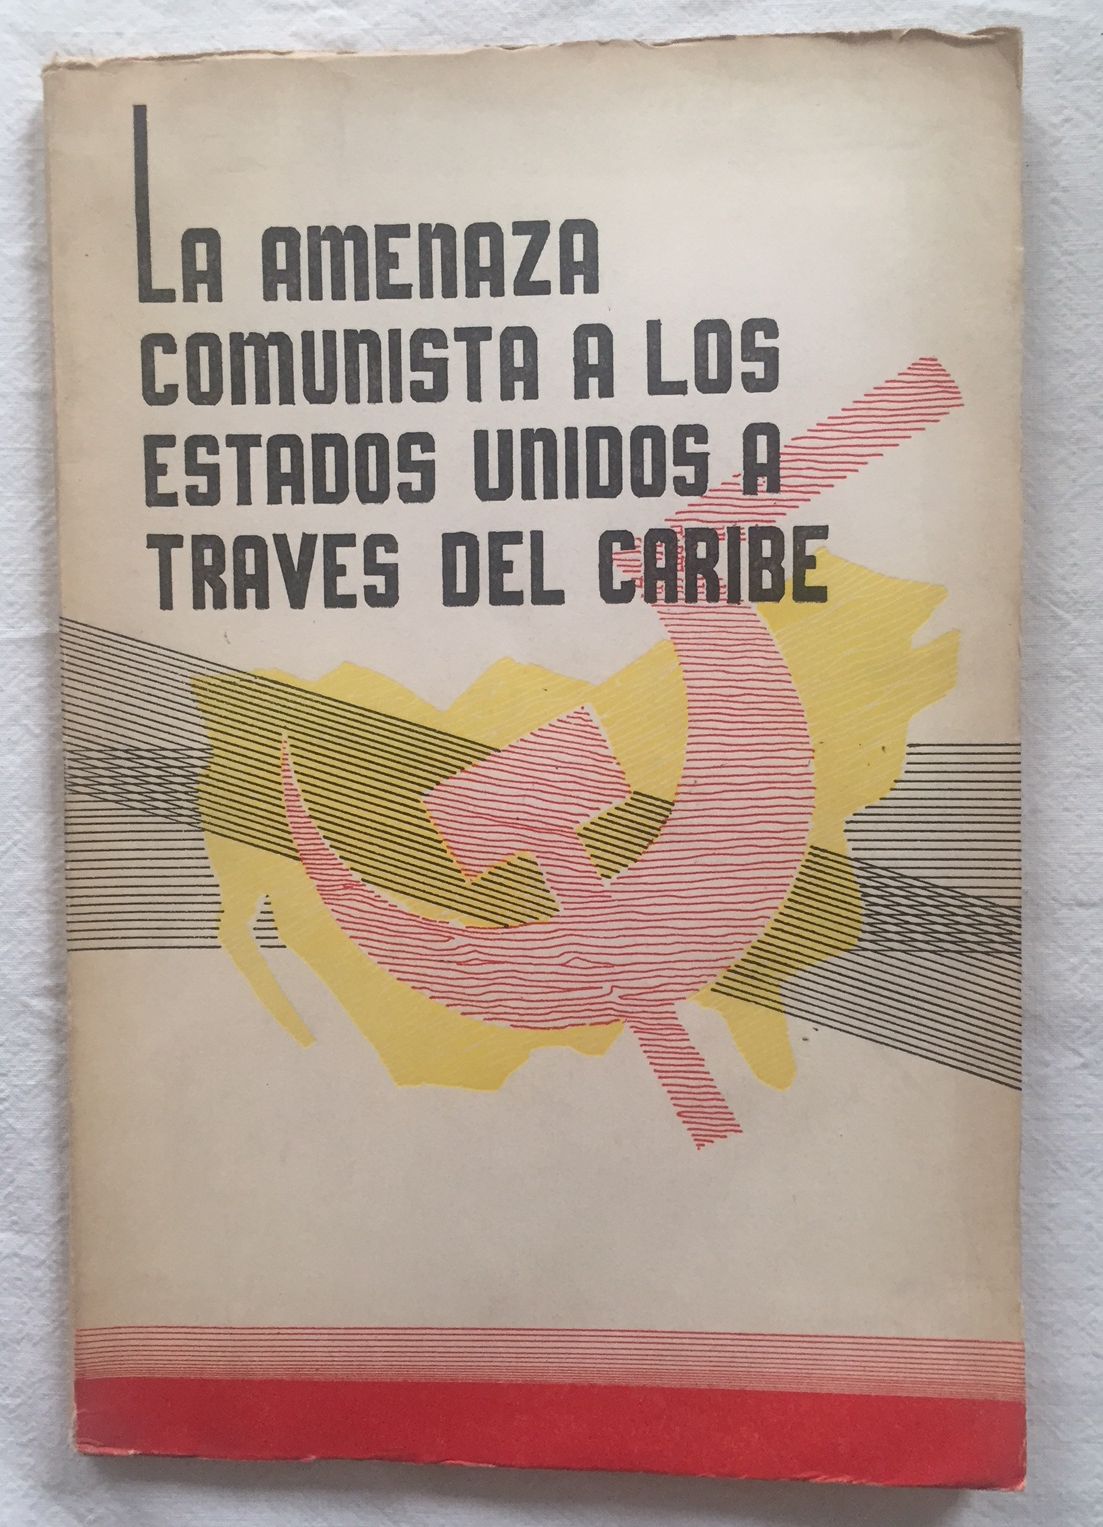 LA AMENAZA
COMUNISTA A LOS
ESTADOS UNIDOS A
TRAVES DEL CARIBE